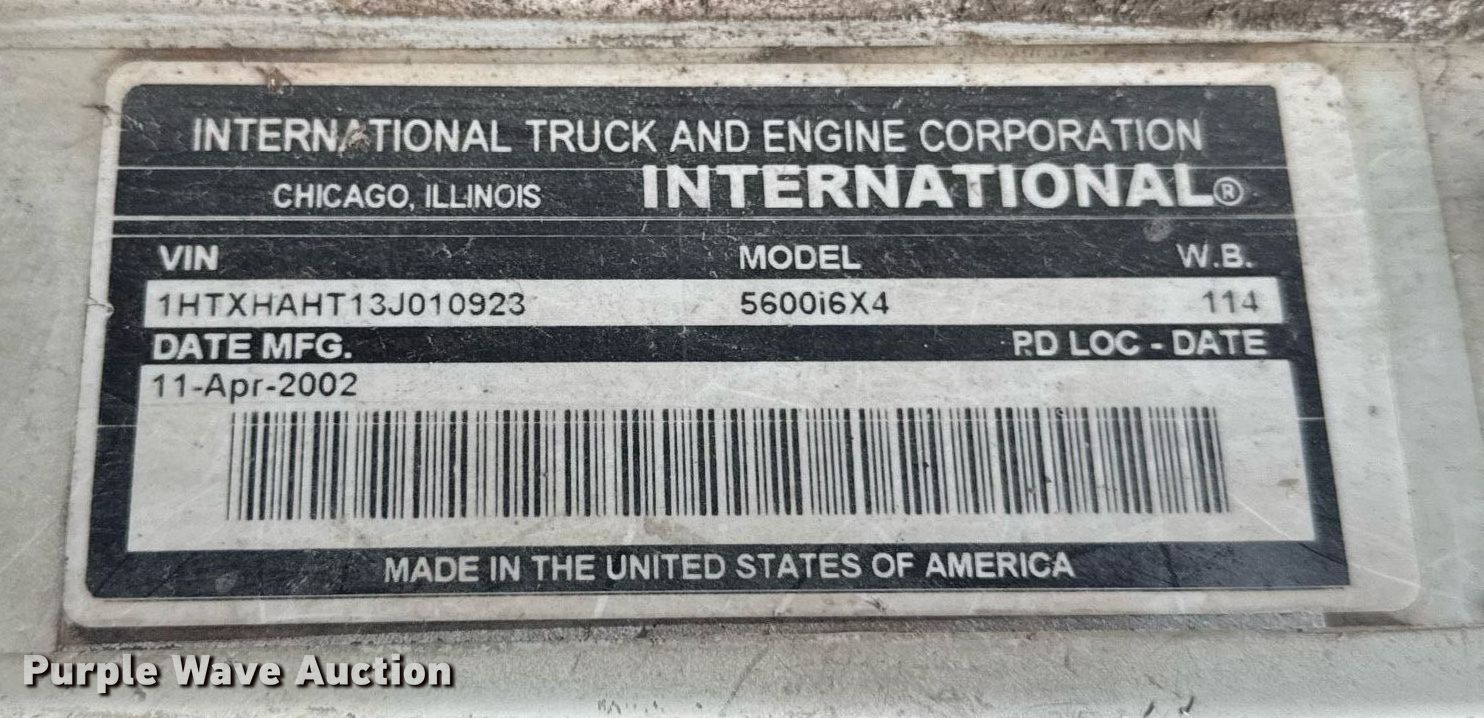 INTERNATIONAL TRUCK AND ENGINE CORPORATION
CHICAGO, ILLINOIS INTERNATIONAL®
VIN MODEL W.B.
1HTXHAHT13J010923 5600i6X4 114
DATE MFG. PD LOC - DATE
11-Apr-2002
MADE IN THE UNITED STATES OF AMERICA
Purple Wave Auction